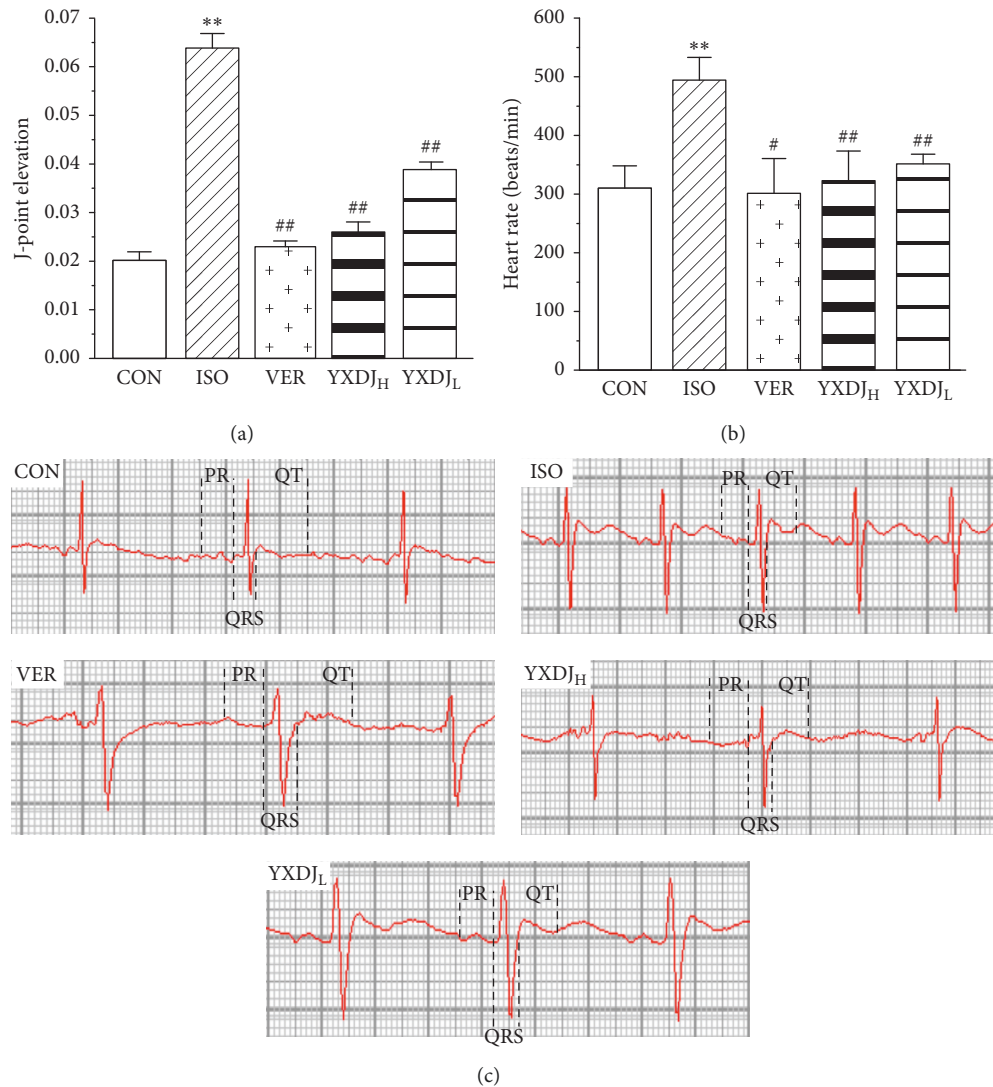 0.07
0.06
0.05
0.04
0.03
0.02
0.01
0.00
J-point elevation
**
##
##
##
CON ISO VER YXDJH YXDJL
(a)
600
500
400
300
200
100
0
Heart rate (beats/min)
**
#
##
##
CON ISO VER YXDJH YXDJL
(b)
CON
PR QT
QRS
ISO
PR QT
QRS
VER
PR QT
QRS
YXDJH
PR QT
QRS
YXDJL
PR QT
QRS
(c)